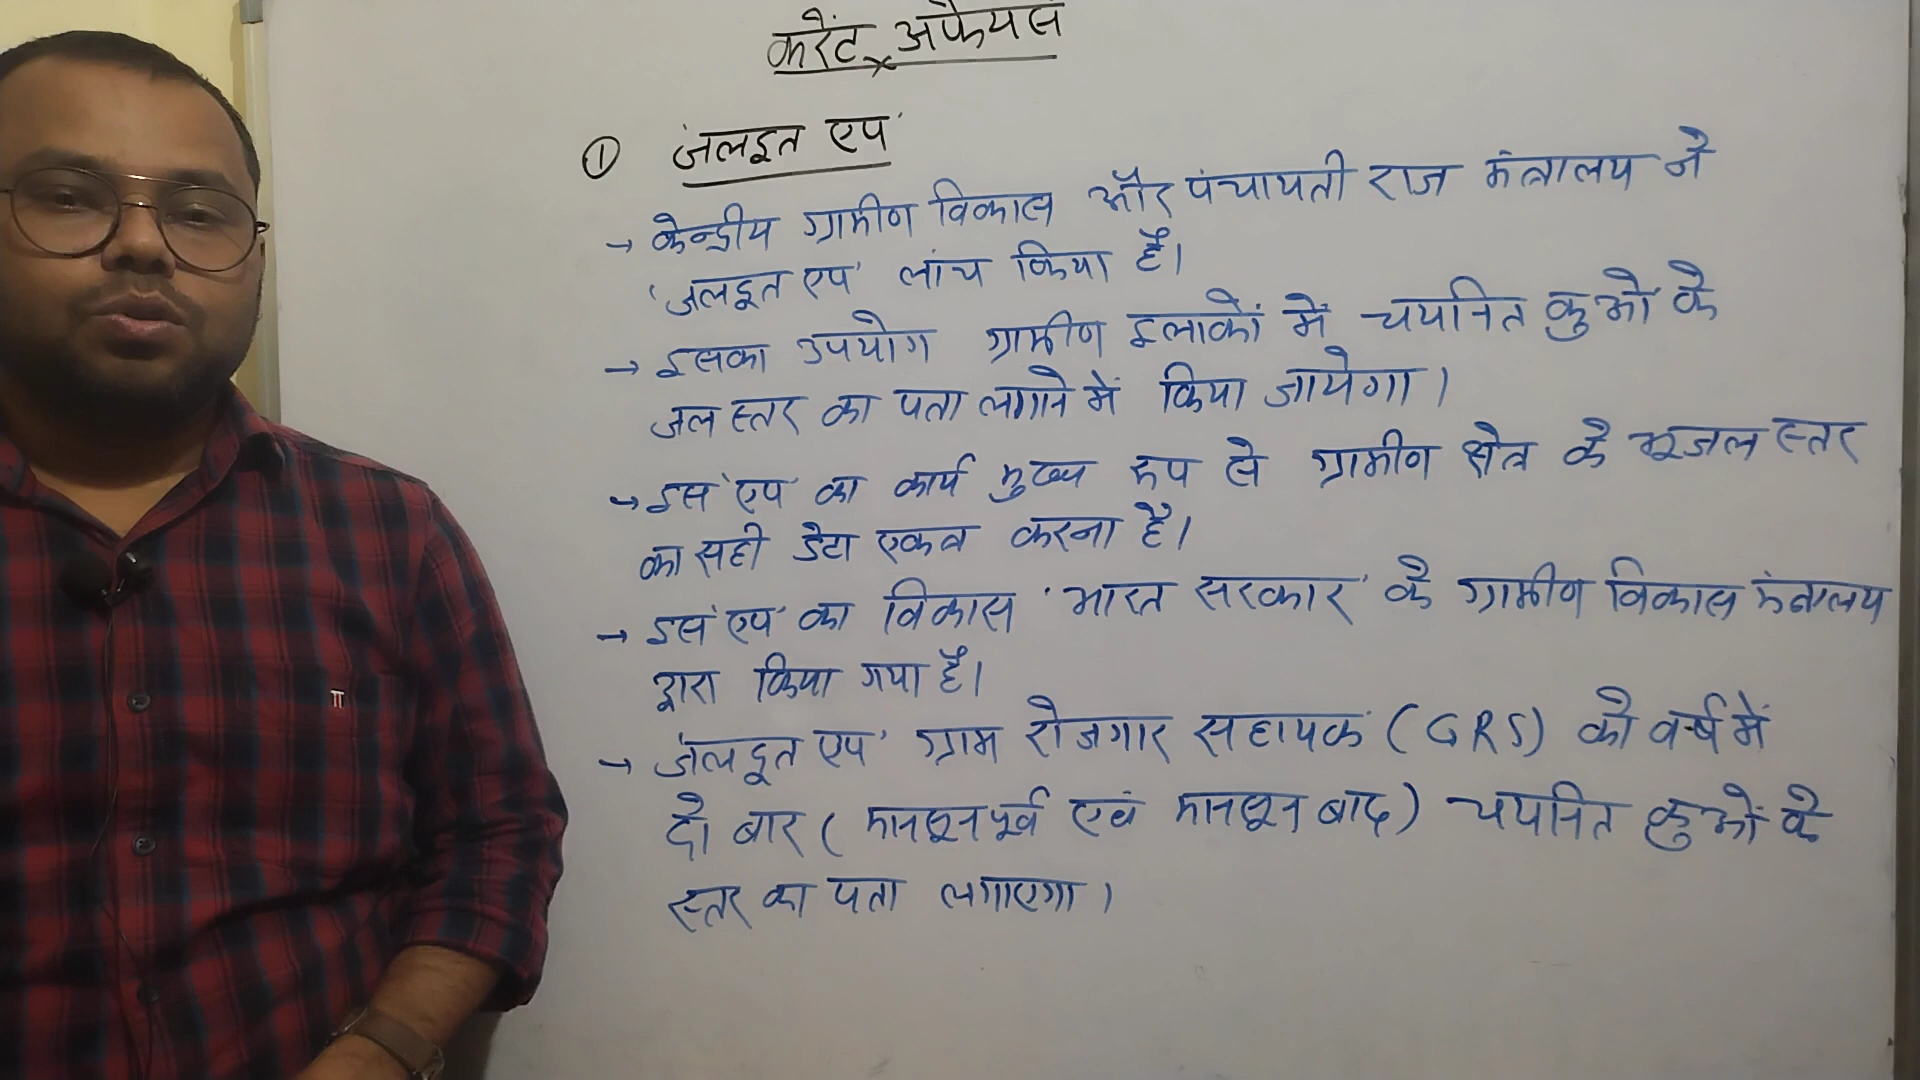 करेंट अफेयर्स
① 'जलदूत एप'
→ केन्द्रीय ग्रामीण विकास और पंचायती राज मंत्रालय ने
'जलदूत एप' लांच किया है।
→ इसका उपयोग ग्रामीण इलाकों में चयनित कुओं के
जल स्तर का पता लगाने में किया जायेगा।
→ इस 'एप' का कार्य मुख्य रूप से ग्रामीण क्षेत्र के भूजल स्तर
का सही डेटा एकत्र करना है।
→ इस 'एप' का विकास 'भारत सरकार' के ग्रामीण विकास मंत्रालय
द्वारा किया गया है।
→ 'जलदूत एप' ग्राम रोजगार सहायक (GRS) को वर्ष में
दो बार (मानसून पूर्व एवं मानसून बाद) चयनित कुओं के
स्तर का पता लगाएगा।